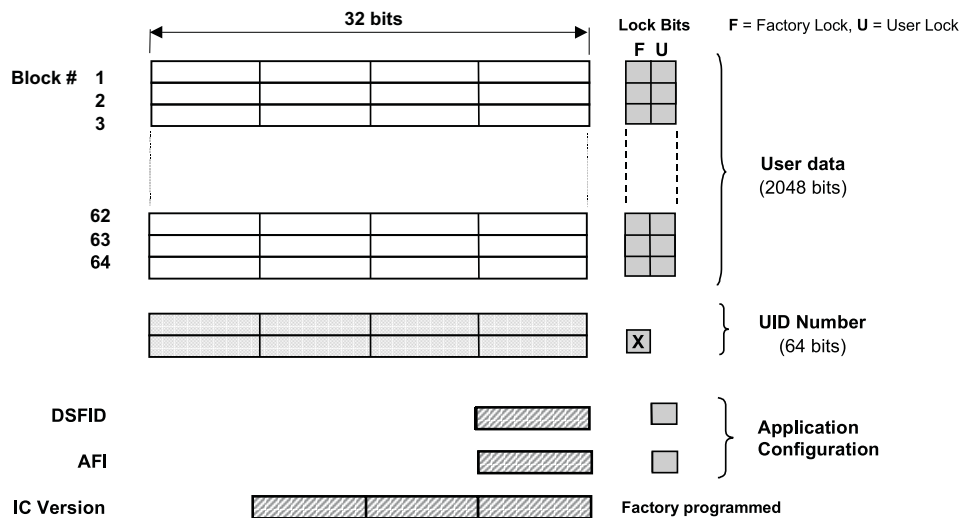 32 bits
Lock Bits
F = Factory Lock, U = User Lock
F U
Block # 1
2
3
User data
(2048 bits)
62
63
64
UID Number
(64 bits)
X
DSFID
Application
Configuration
AFI
IC Version
Factory programmed